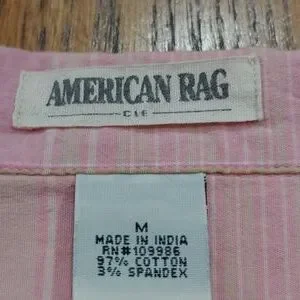 AMERICAN RAG
CIE
M
MADE IN INDIA
RN#109986
97% COTTON
3% SPANDEX